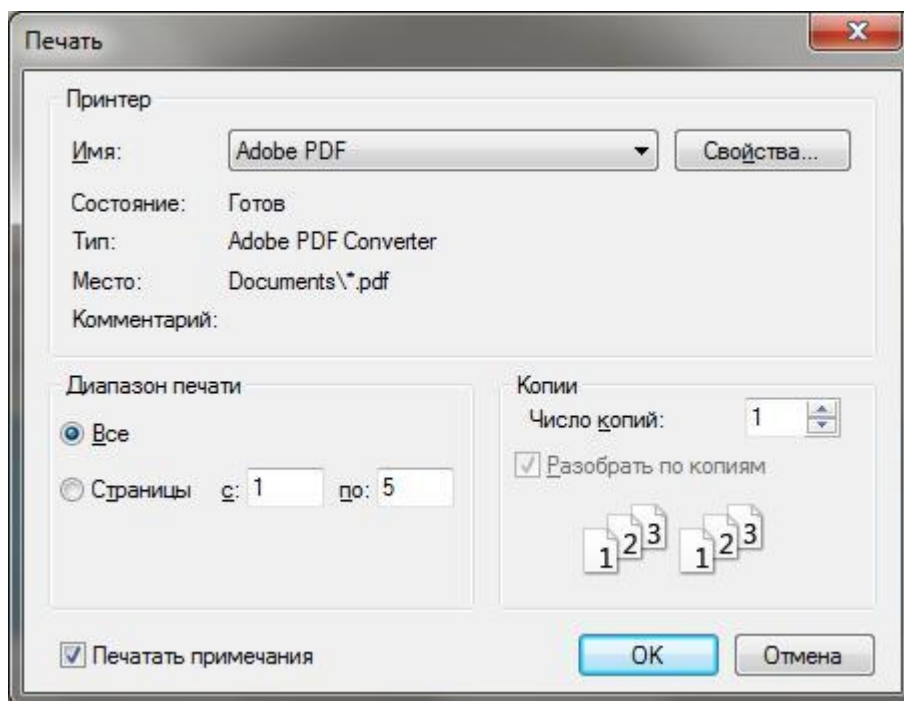 Печать
Принтер
Имя: Adobe PDF Свойства...
Состояние: Готов
Тип: Adobe PDF Converter
Место: Documents\*.pdf
Комментарий:
Диапазон печати
Все
Страницы с: 1 по: 5
Копии
Число копий: 1
Разобрать по копиям
1 2 3 1 2 3
Печатать примечания
OK Отмена